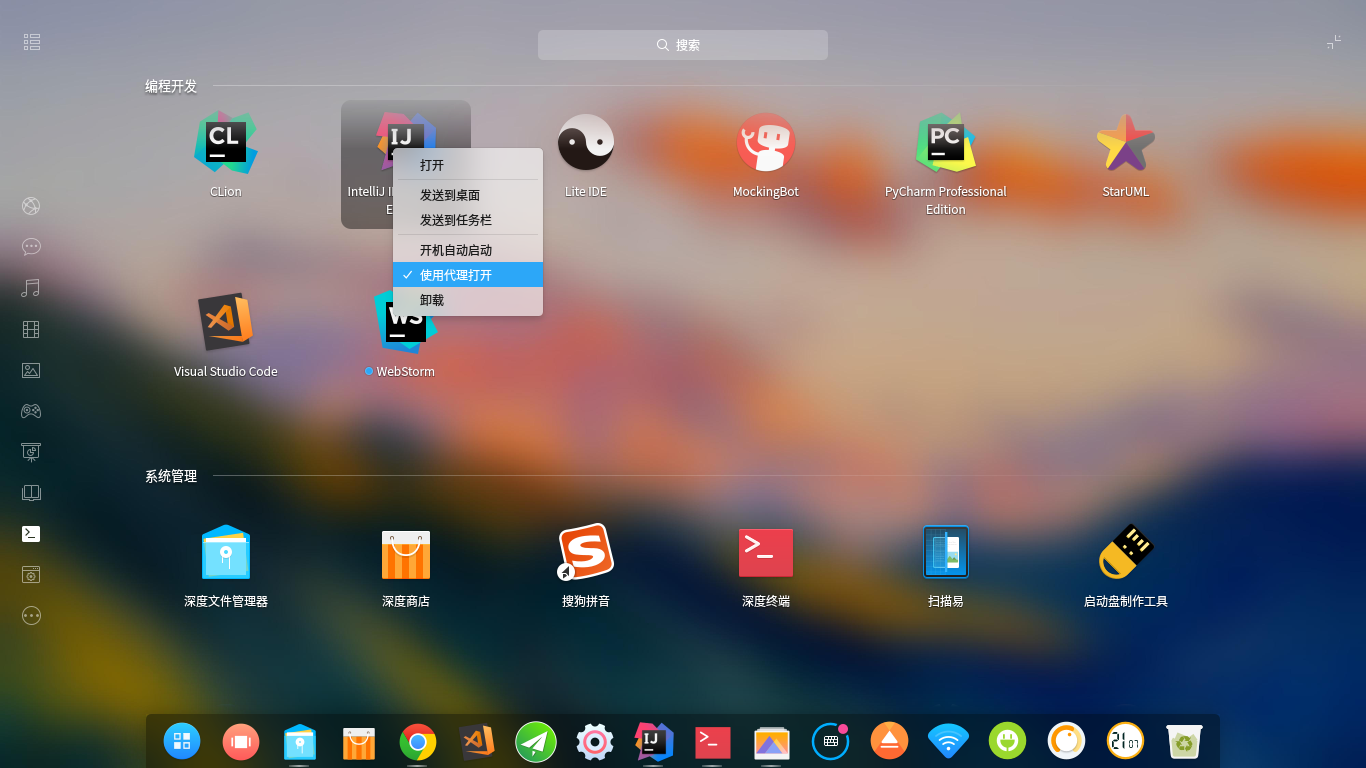 搜索
编程开发
CL
IJ
PC
CLion
IntelliJ I
E
Lite IDE
MockingBot
PyCharm Professional
Edition
StarUML
打开
发送到桌面
发送到任务栏
开机自动启动
使用代理打开
卸载
WS
Visual Studio Code
WebStorm
系统管理
S
>_
深度文件管理器
深度商店
搜狗拼音
深度终端
扫描易
启动盘制作工具
IJ
>_
21 07